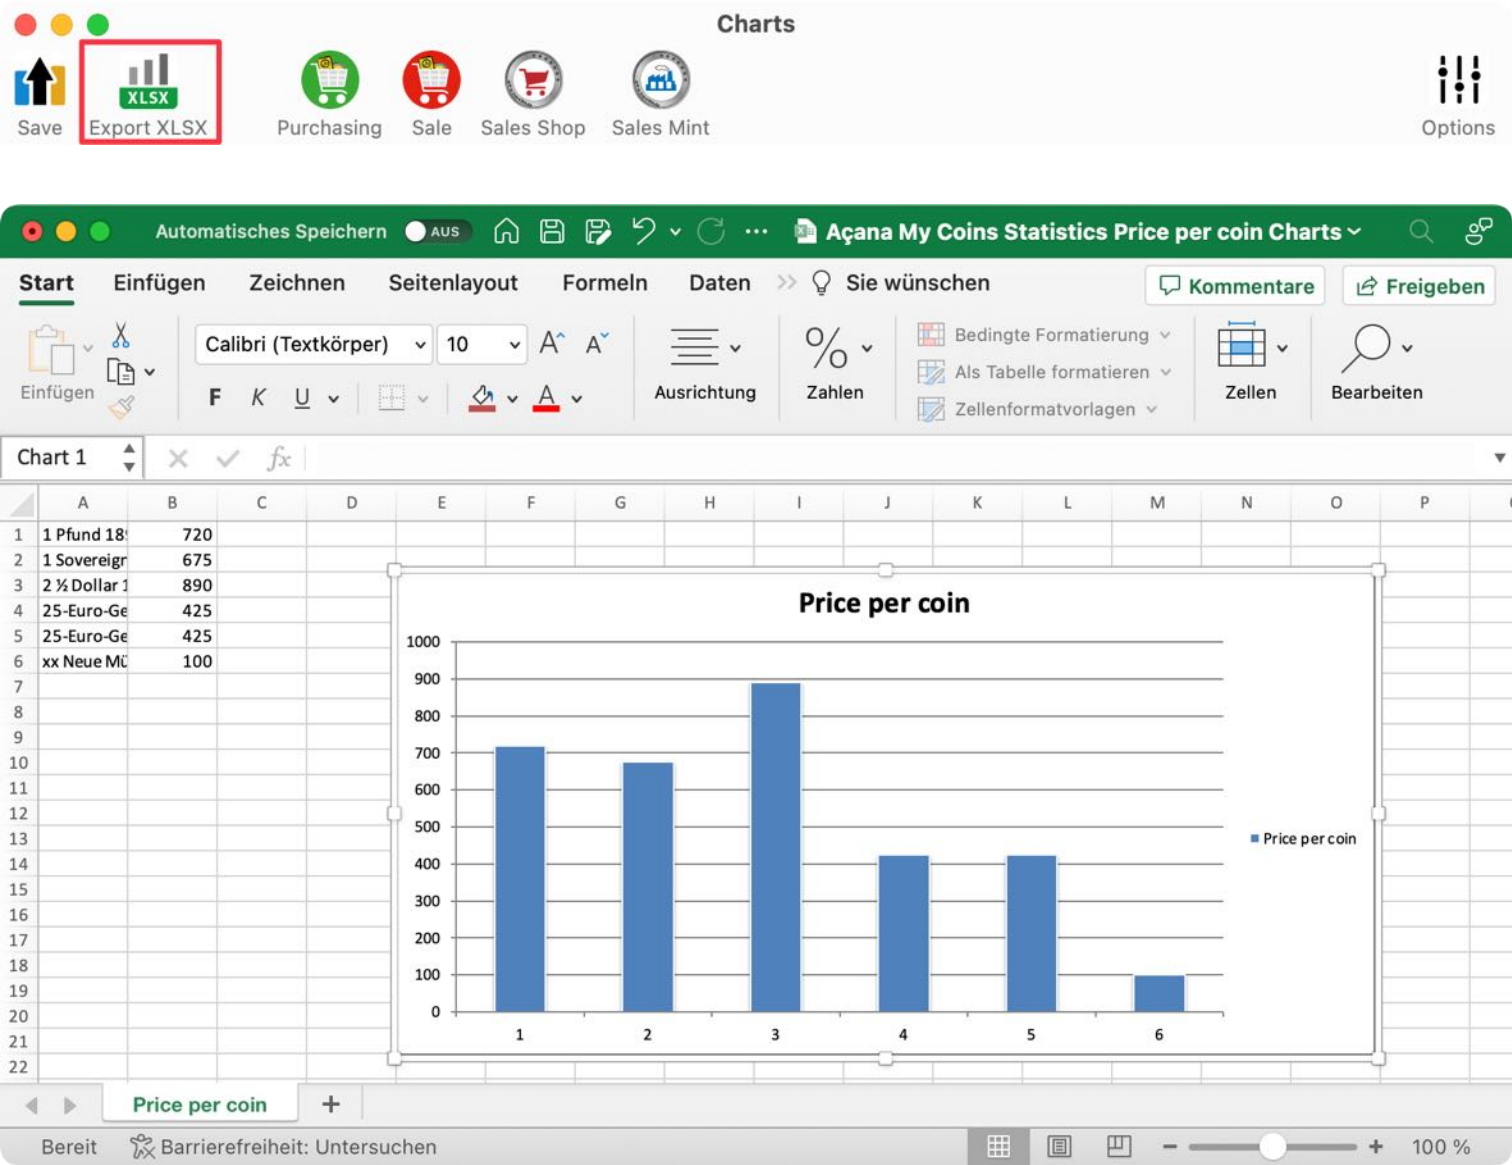 Charts
XLSX
Save Export XLSX Purchasing Sale Sales Shop Sales Mint Options
Automatisches Speichern AUS Açana My Coins Statistics Price per coin Charts
Start Einfügen Zeichnen Seitenlayout Formeln Daten Sie wünschen Kommentare Freigeben
Calibri (Textkörper) 10 Bedingte Formatierung
Als Tabelle formatieren
Einfügen F K U Ausrichtung Zahlen Zellenformatvorlagen Zellen Bearbeiten
Chart 1 fx
A B C D E F G H I J K L M N O P
1 1 Pfund 18 720
2 1 Sovereign 675
3 2 ½ Dollar 1 890
4 25-Euro-Ge 425
5 25-Euro-Ge 425
6 xx Neue Mü 100
7
8
9
10
11
12
13
14
15
16
17
18
19
20
21
22
Price per coin
1000
900
800
700
600
500
400
300
200
100
0
1 2 3 4 5 6
Price per coin
Price per coin +
Bereit Barrierefreiheit: Untersuchen − + 100 %